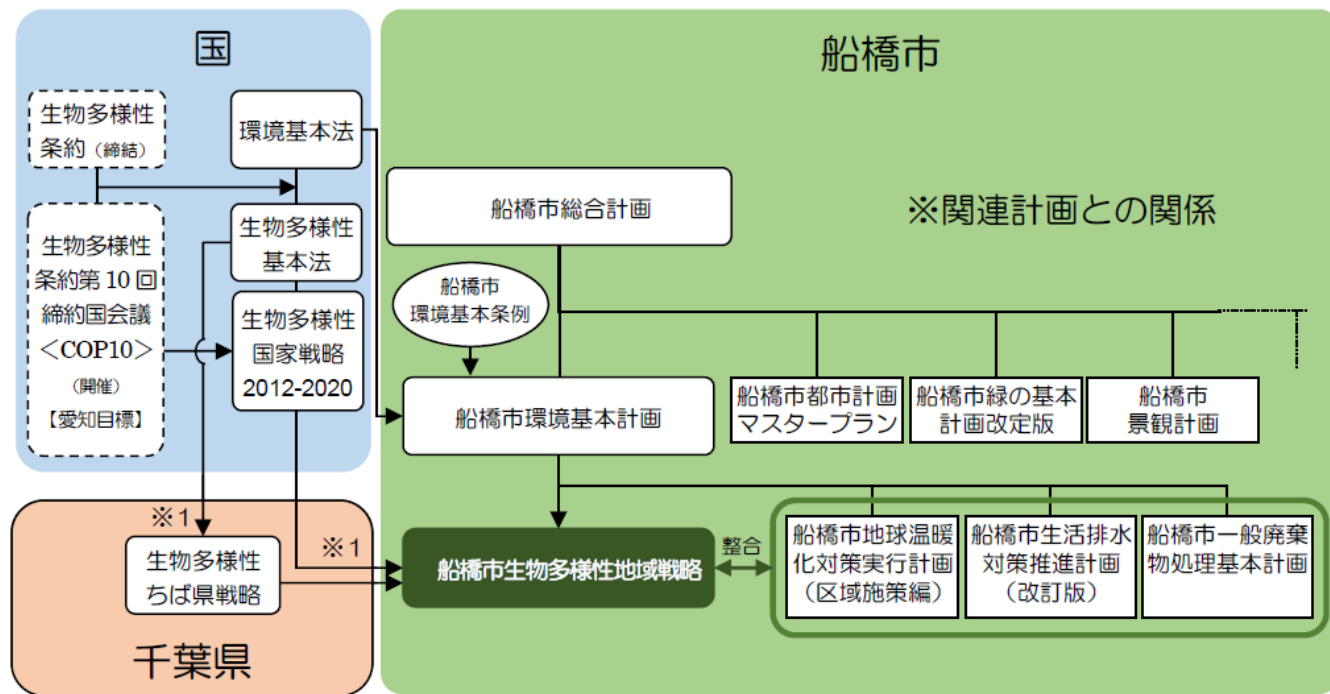 国
生物多様性
条約（締結）
環境基本法
生物多様性
条約第10回
締約国会議
＜COP10＞
（開催）
【愛知目標】
生物多様性
基本法
生物多様性
国家戦略
2012-2020
※1
生物多様性
ちば県戦略
千葉県
※1
船橋市
船橋市総合計画
※関連計画との関係
船橋市
環境基本条例
船橋市環境基本計画
船橋市都市計画
マスタープラン
船橋市緑の基本
計画改定版
船橋市
景観計画
船橋市生物多様性地域戦略
整合
船橋市地球温暖
化対策実行計画
（区域施策編）
船橋市生活排水
対策推進計画
（改訂版）
船橋市一般廃棄
物処理基本計画